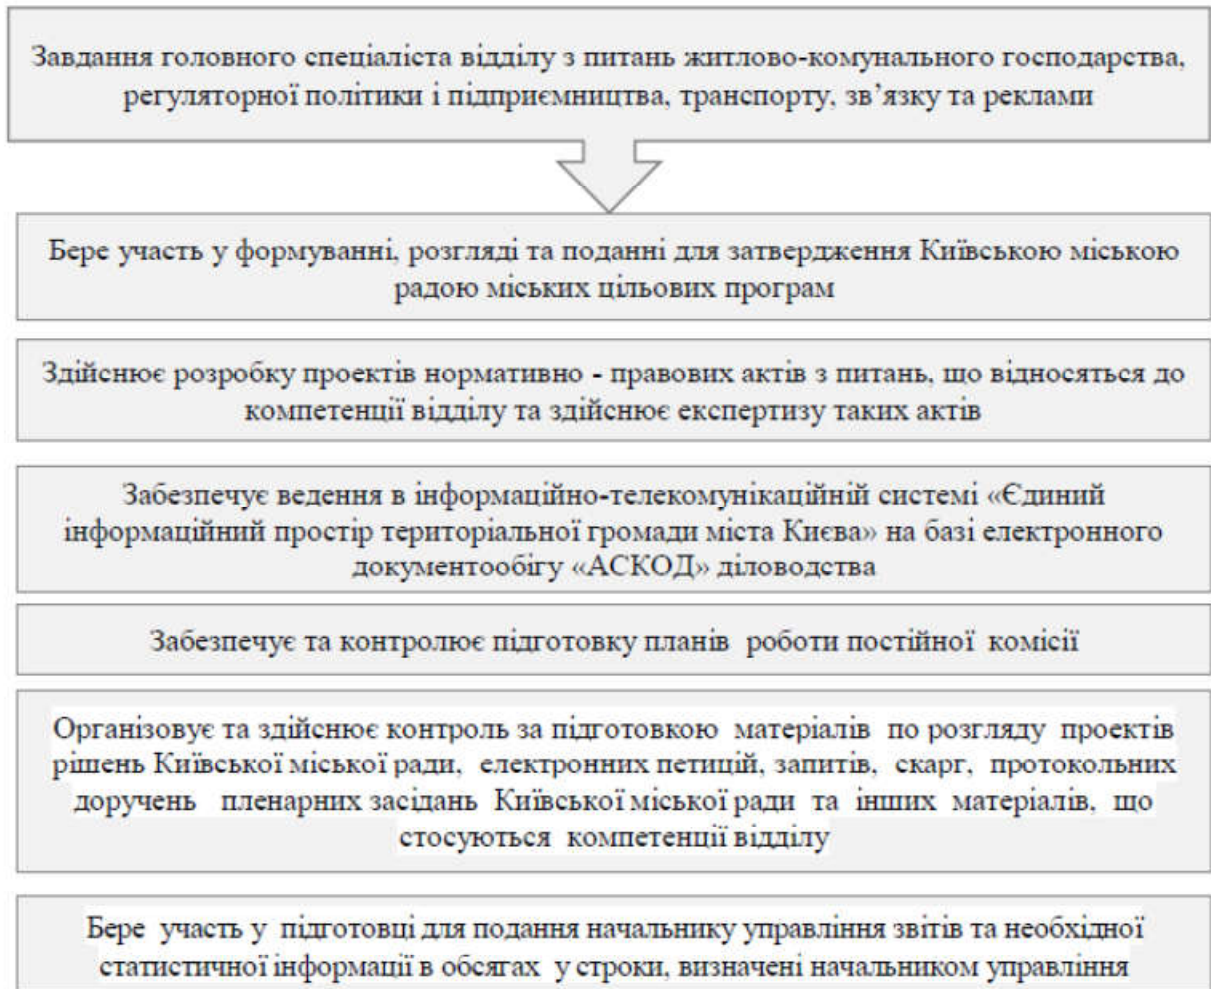 Завдання головного спеціаліста відділу з питань житлово-комунального господарства,
регуляторної політики і підприємництва, транспорту, зв’язку та реклами
Бере участь у формуванні, розгляді та поданні для затвердження Київською міською
радою міських цільових програм
Здійснює розробку проектів нормативно - правових актів з питань, що відносяться до
компетенції відділу та здійснює експертизу таких актів
Забезпечує ведення в інформаційно-телекомунікаційній системі «Єдиний
інформаційний простір територіальної громади міста Києва» на базі електронного
документообігу «АСКОД» діловодства
Забезпечує та контролює підготовку планів роботи постійної комісії
Організовує та здійснює контроль за підготовкою матеріалів по розгляду проектів
рішень Київської міської ради, електронних петицій, запитів, скарг, протокольних
доручень пленарних засідань Київської міської ради та інших матеріалів, що
стосуються компетенції відділу
Бере участь у підготовці для подання начальнику управління звітів та необхідної
статистичної інформації в обсягах у строки, визначені начальником управління